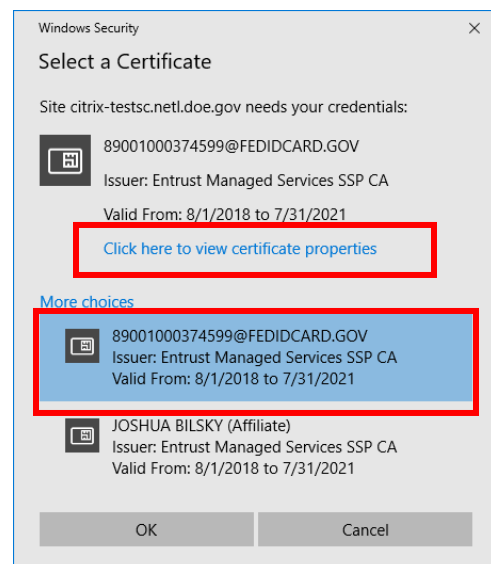 Windows Security
Select a Certificate
Site citrix-testsc.netl.doe.gov needs your credentials:
89001000374599@FEDIDCARD.GOV
Issuer: Entrust Managed Services SSP CA
Valid From: 8/1/2018 to 7/31/2021
Click here to view certificate properties
More choices
89001000374599@FEDIDCARD.GOV
Issuer: Entrust Managed Services SSP CA
Valid From: 8/1/2018 to 7/31/2021
JOSHUA BILSKY (Affiliate)
Issuer: Entrust Managed Services SSP CA
Valid From: 8/1/2018 to 7/31/2021
OK
Cancel